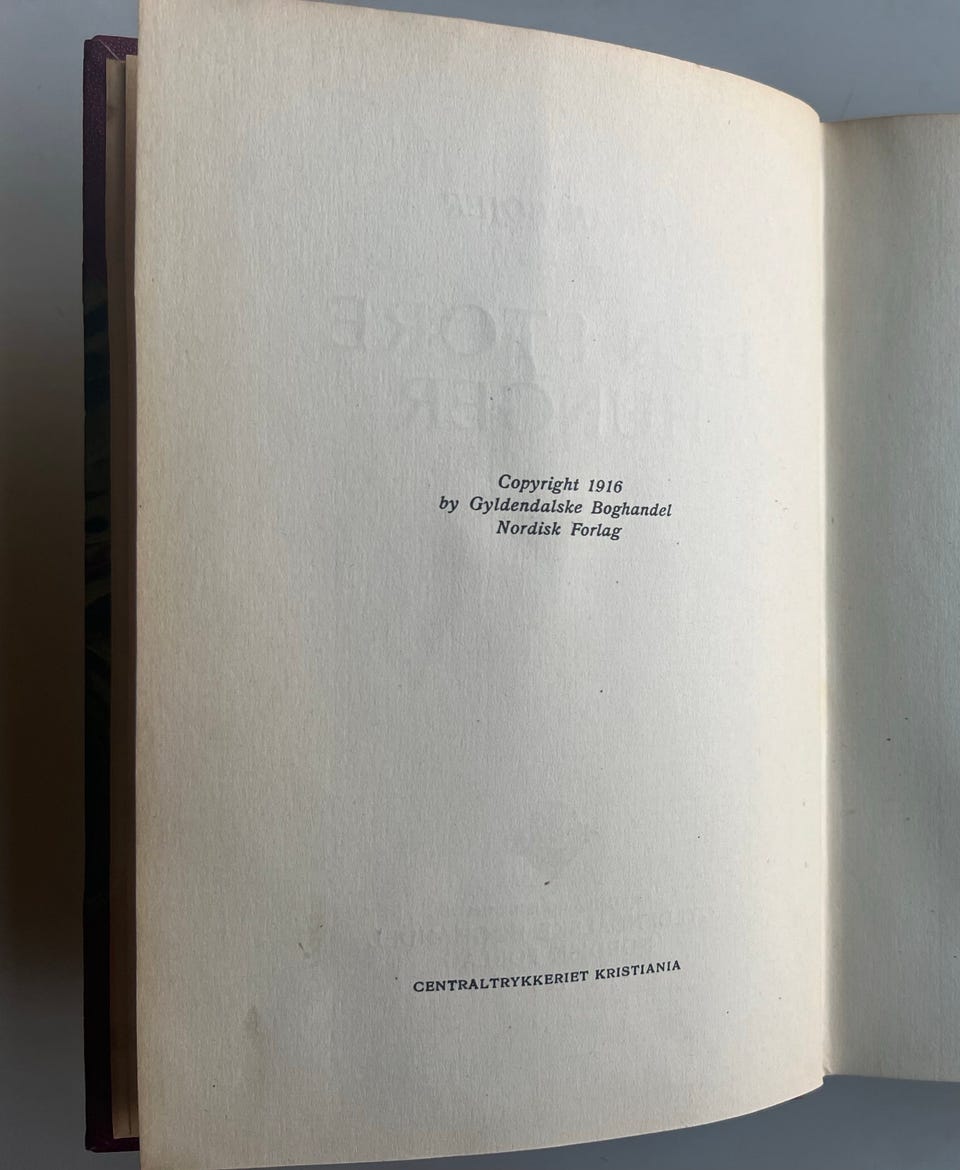 Copyright 1916
by Gyldendalske Boghandel
Nordisk Forlag
CENTRALTRYKKERIET KRISTIANIA